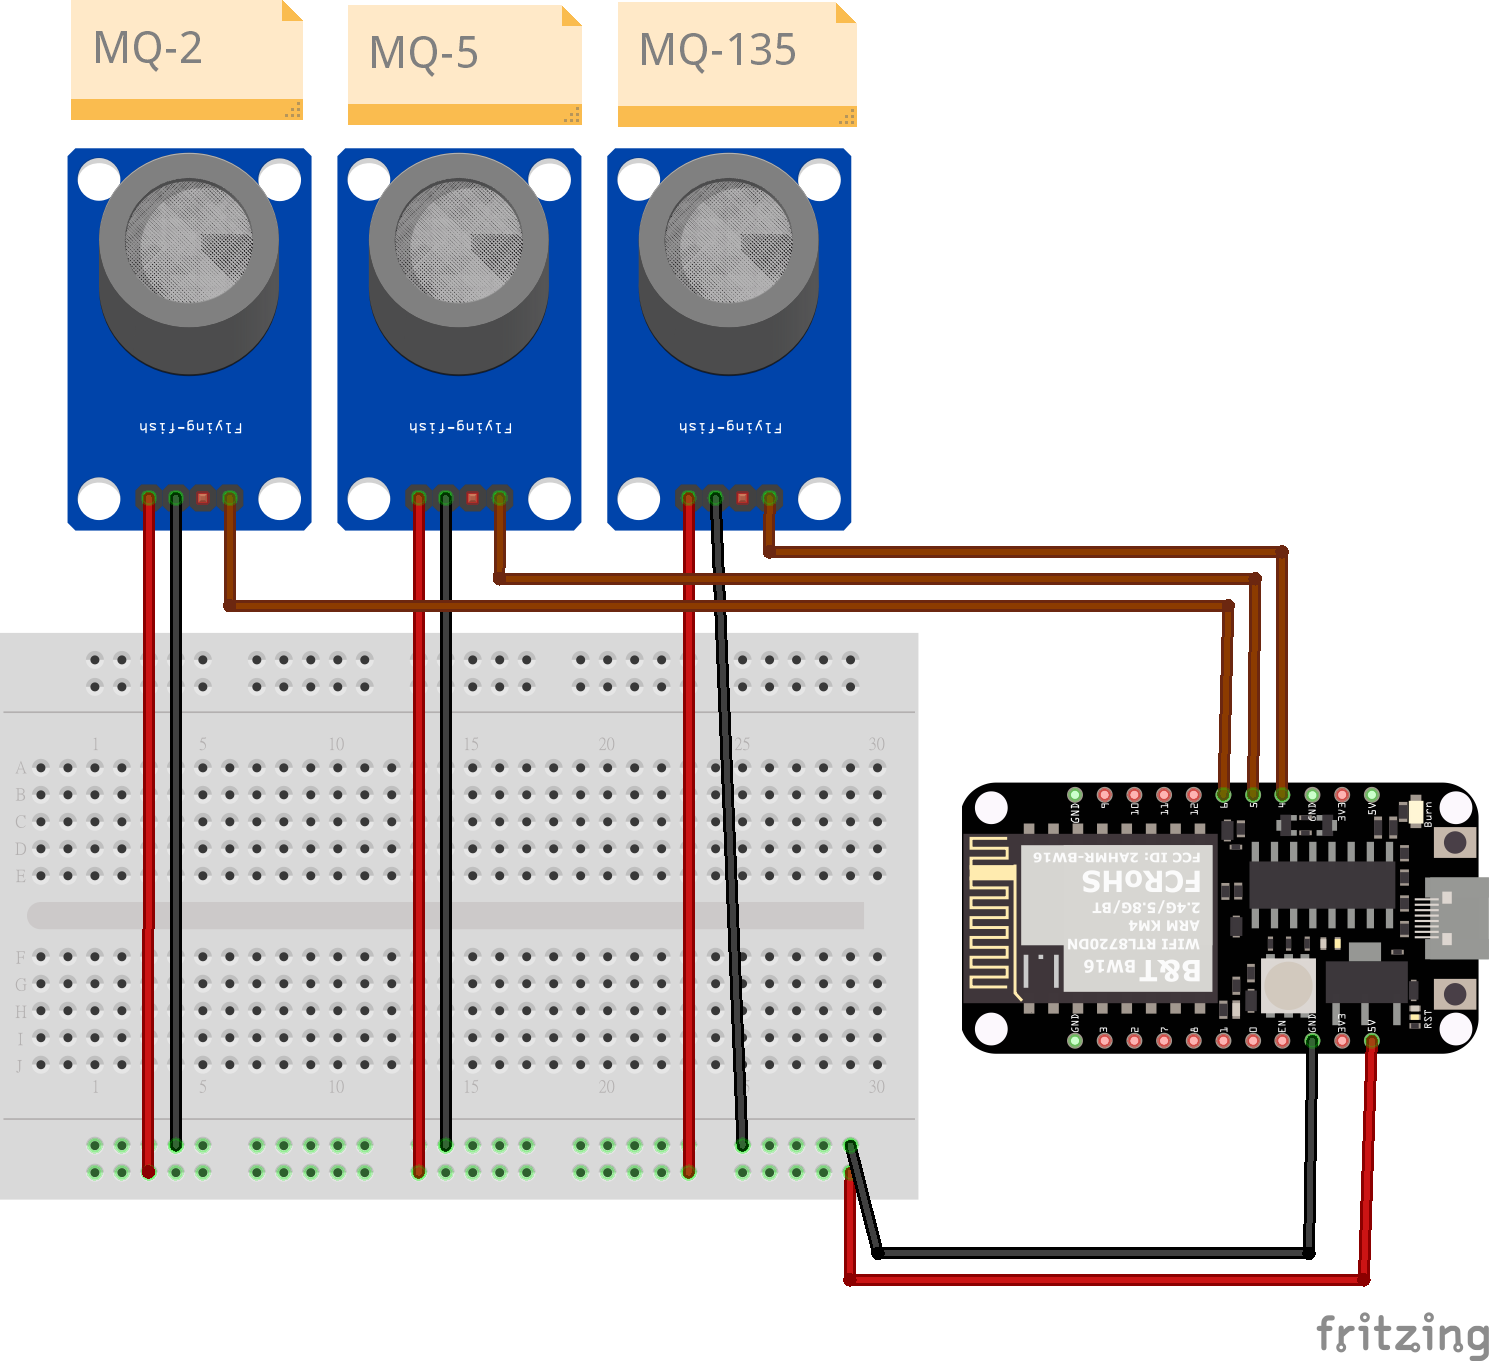 MQ-2
MQ-5
MQ-135
Flying-fish
Flying-fish
Flying-fish
1 5 10 15 20 25 30
A
B
C
D
E
F
G
H
I
J
1 5 10 15 20 30
GND 9 10 11 12 6 5 4 GND 3V3 5V
Burn
B&T BW16
WIFI RTL8720DN
ARM KM4
2.4G/5.8G/BT
FCRoHS
FCC ID: 2AHMR-BW16
GND 3 2 7 8 1 0 EN GND 3V3 5V
RST
fritzing